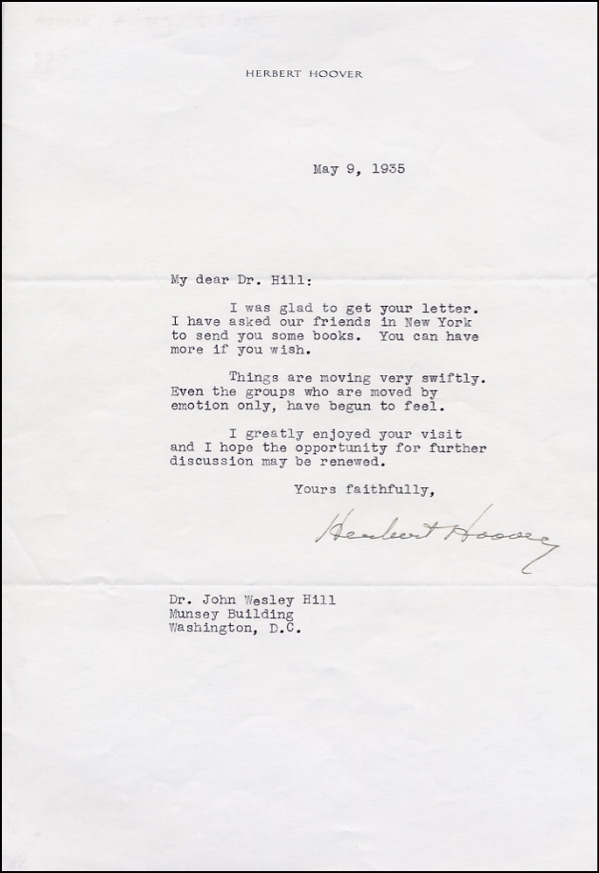 HERBERT HOOVER
May 9, 1935
My dear Dr. Hill:
I was glad to get your letter.
I have asked our friends in New York
to send you some books. You can have
more if you wish.
Things are moving very swiftly.
Even the groups who are moved by
emotion only, have begun to feel.
I greatly enjoyed your visit
and I hope the opportunity for further
discussion may be renewed.
Yours faithfully,
Herbert Hoover
Dr. John Wesley Hill
Munsey Building
Washington, D.C.